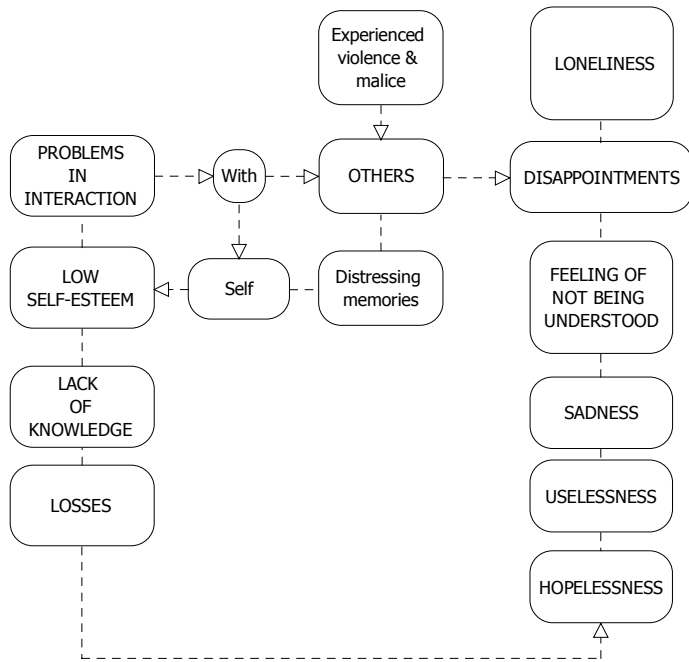 Experienced
violence &
malice
LONELINESS
PROBLEMS
IN
INTERACTION
With
OTHERS
DISAPPOINTMENTS
LOW
SELF-ESTEEM
Self
Distressing
memories
FEELING OF
NOT BEING
UNDERSTOOD
LACK
OF
KNOWLEDGE
SADNESS
LOSSES
USELESSNESS
HOPELESSNESS